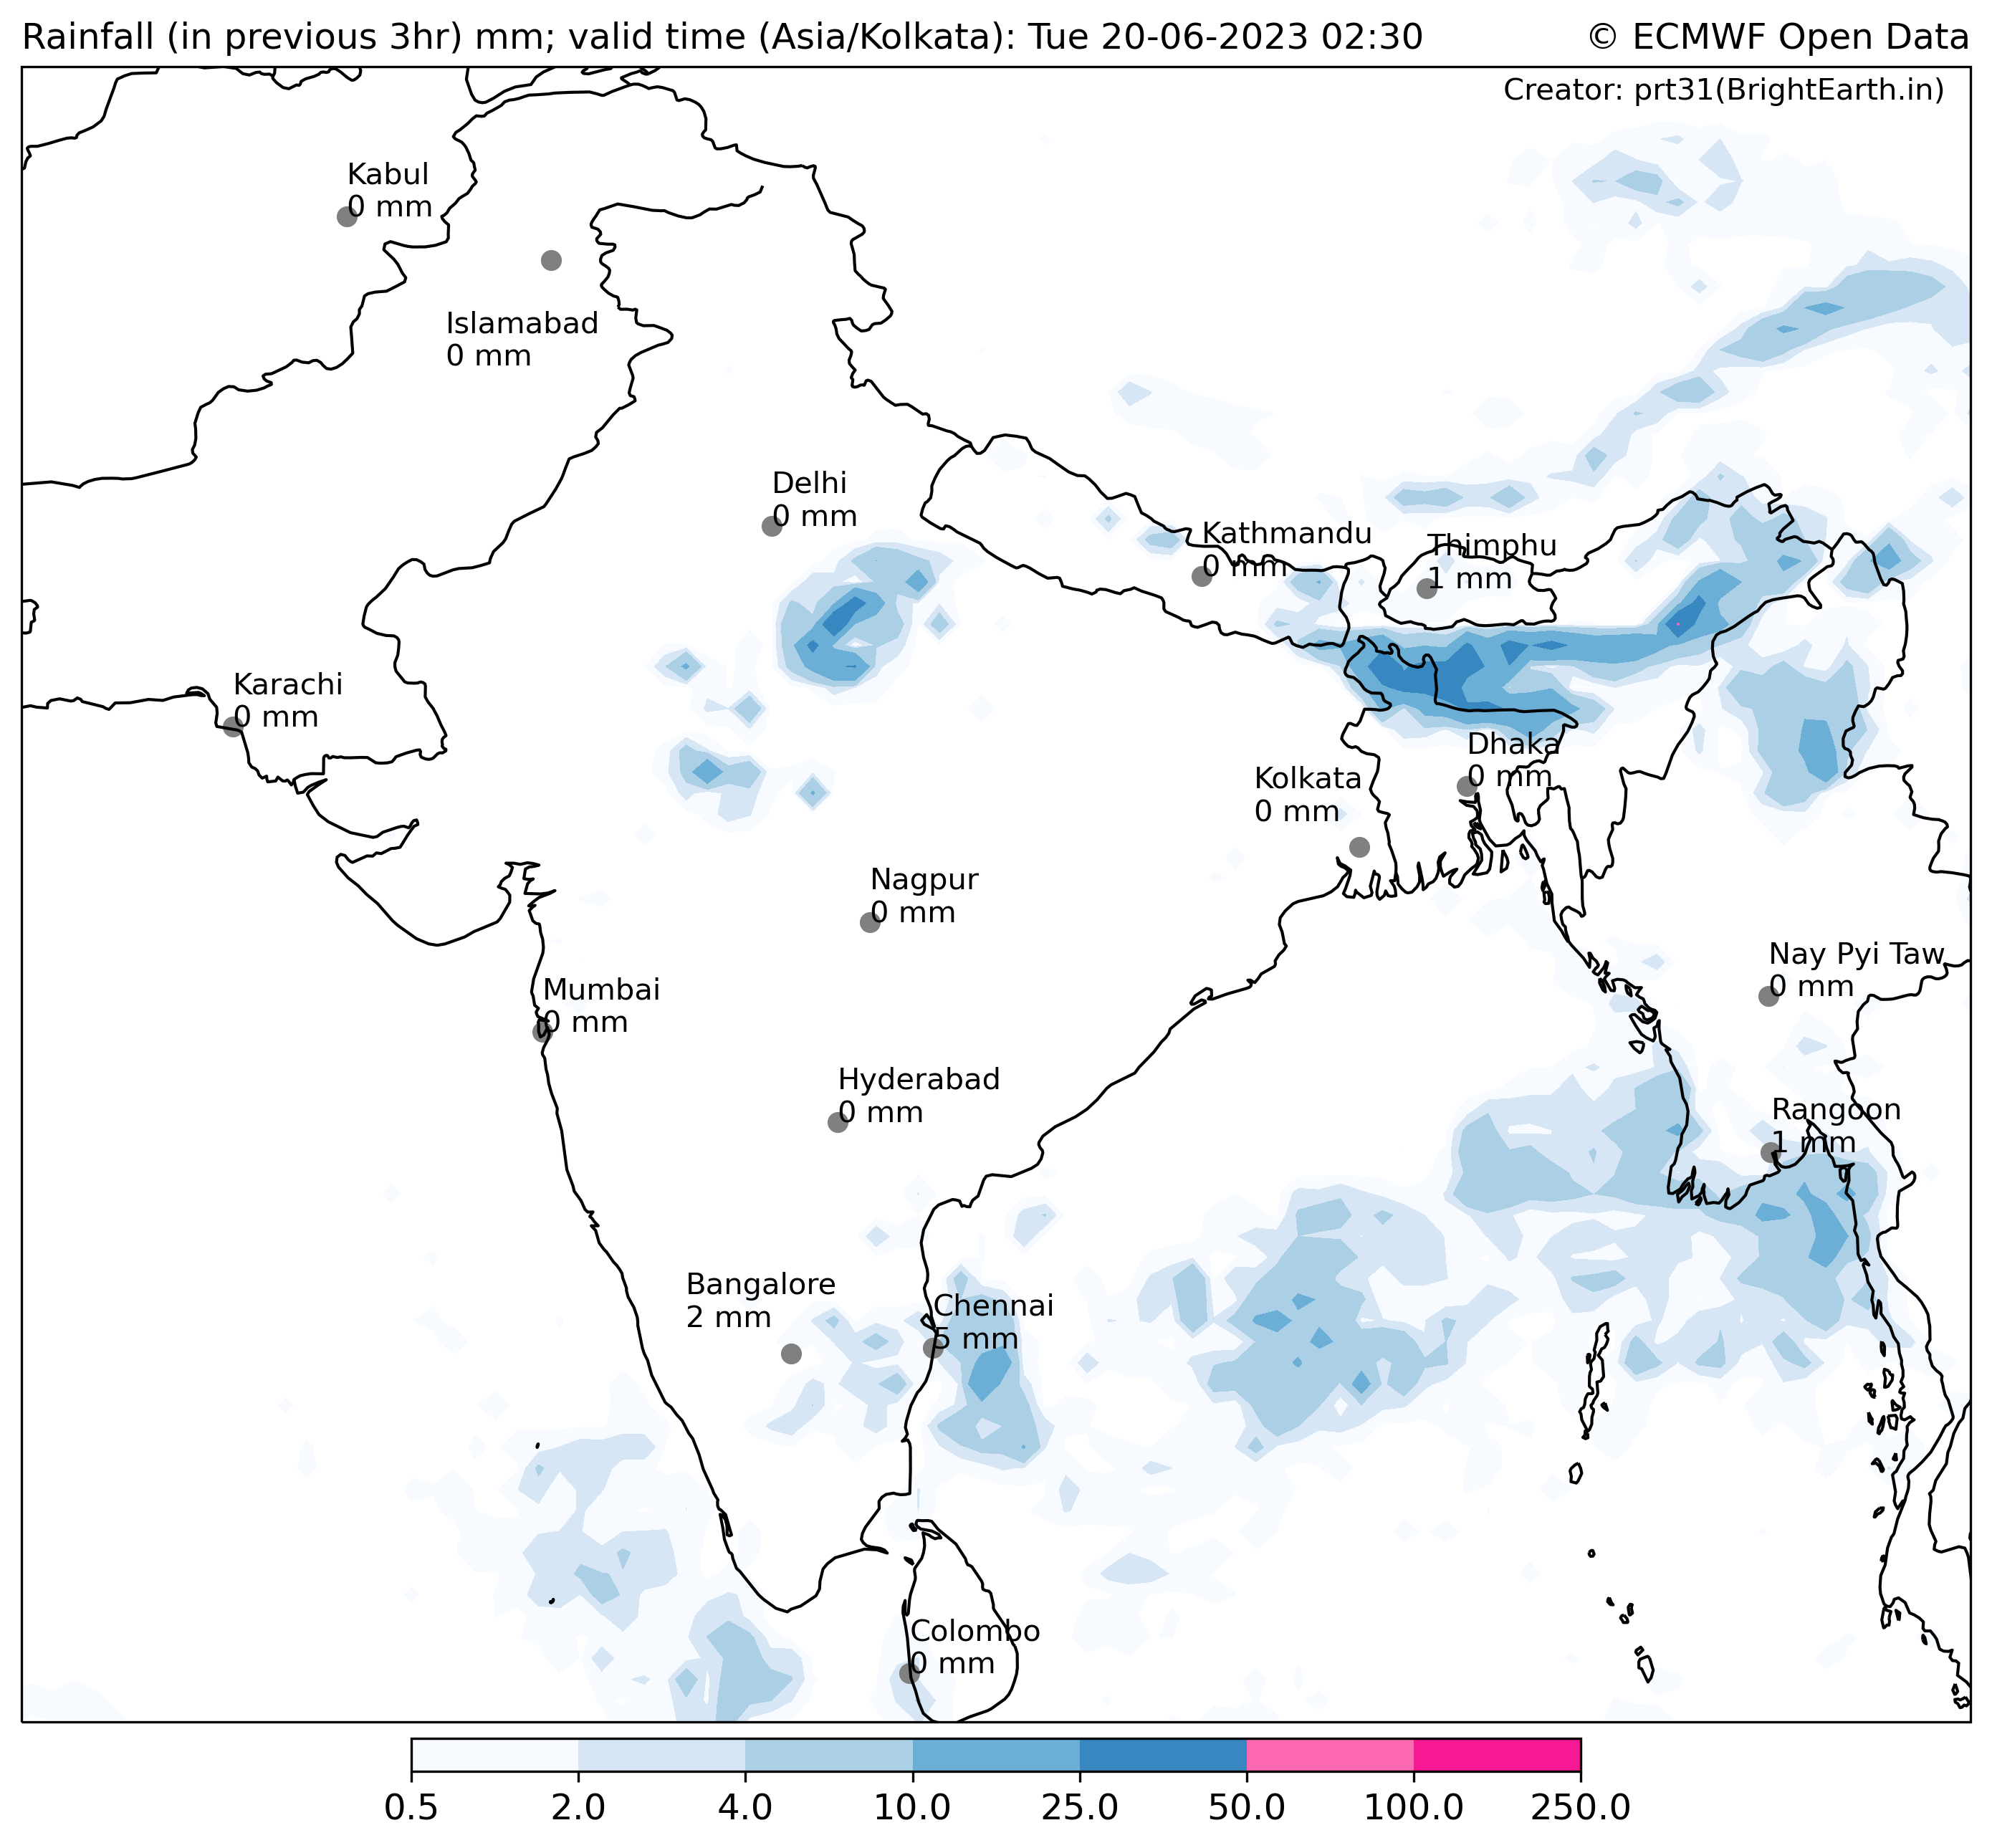 Rainfall (in previous 3hr) mm; valid time (Asia/Kolkata): Tue 20-06-2023 02:30
© ECMWF Open Data
Creator: prt31(BrightEarth.in)
Kabul
0 mm
Islamabad
0 mm
Delhi
0 mm
Kathmandu
0 mm
Thimphu
1 mm
Karachi
0 mm
Dhaka
0 mm
Kolkata
0 mm
Nagpur
0 mm
Nay Pyi Taw
0 mm
Mumbai
0 mm
Hyderabad
0 mm
Rangoon
1 mm
Bangalore
2 mm
Chennai
5 mm
Colombo
0 mm
0.5 2.0 4.0 10.0 25.0 50.0 100.0 250.0